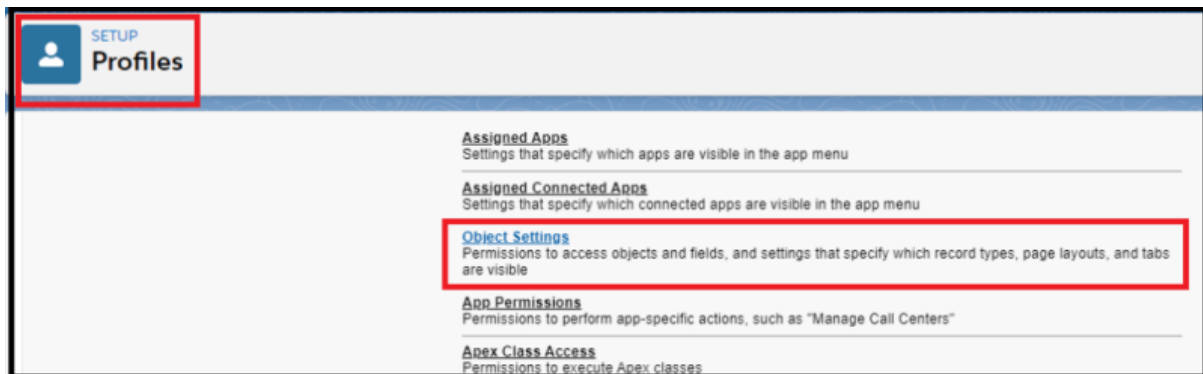 SETUP
Profiles
Assigned Apps
Settings that specify which apps are visible in the app menu
Assigned Connected Apps
Settings that specify which connected apps are visible in the app menu
Object Settings
Permissions to access objects and fields, and settings that specify which record types, page layouts, and tabs
are visible
App Permissions
Permissions to perform app-specific actions, such as "Manage Call Centers"
Apex Class Access
Permissions to execute Apex classes